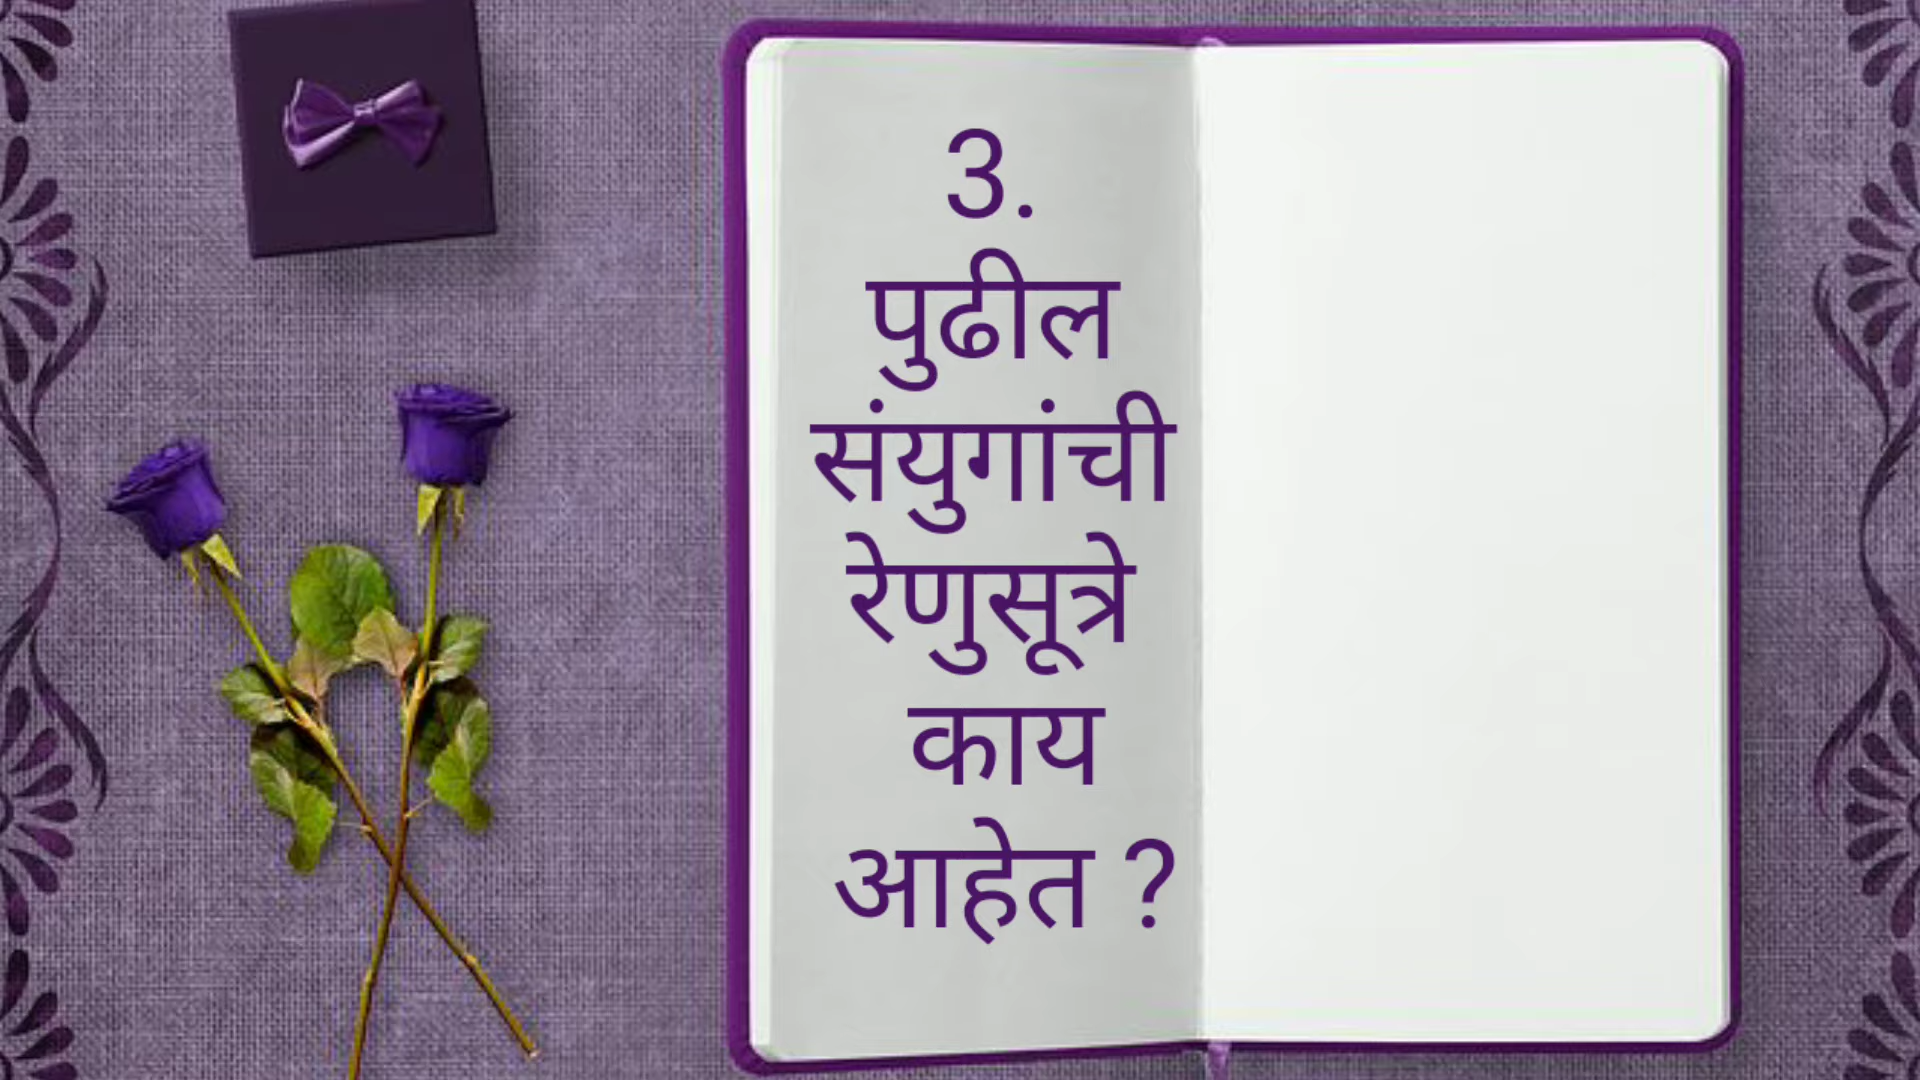 3.
पुढील
संयुगांची
रेणुसूत्रे
काय
आहेत ?